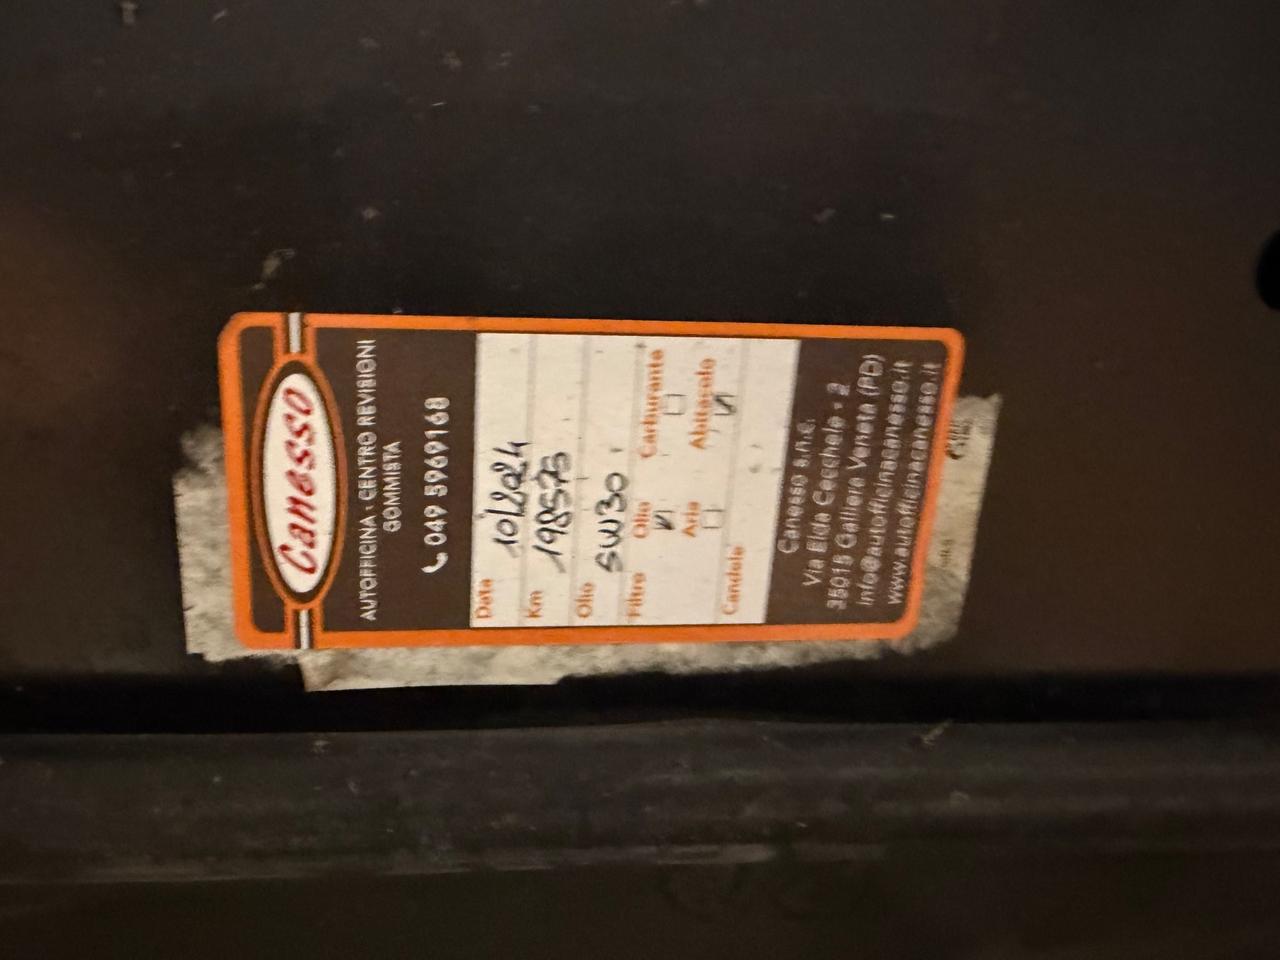 Canesso
AUTOFFICINA - CENTRO REVISIONI
GOMMISTA
049 5969168
Data 10/2024
Km 198575
Olio 5W30
Filtro Olio Carburante
Aria Abitacolo
Candele
Canesso s.n.c.
Via Elda Cecchele - 2
35015 Galliera Veneta (PD)
info@autofficinacanesso.it
www.autofficinacanesso.it